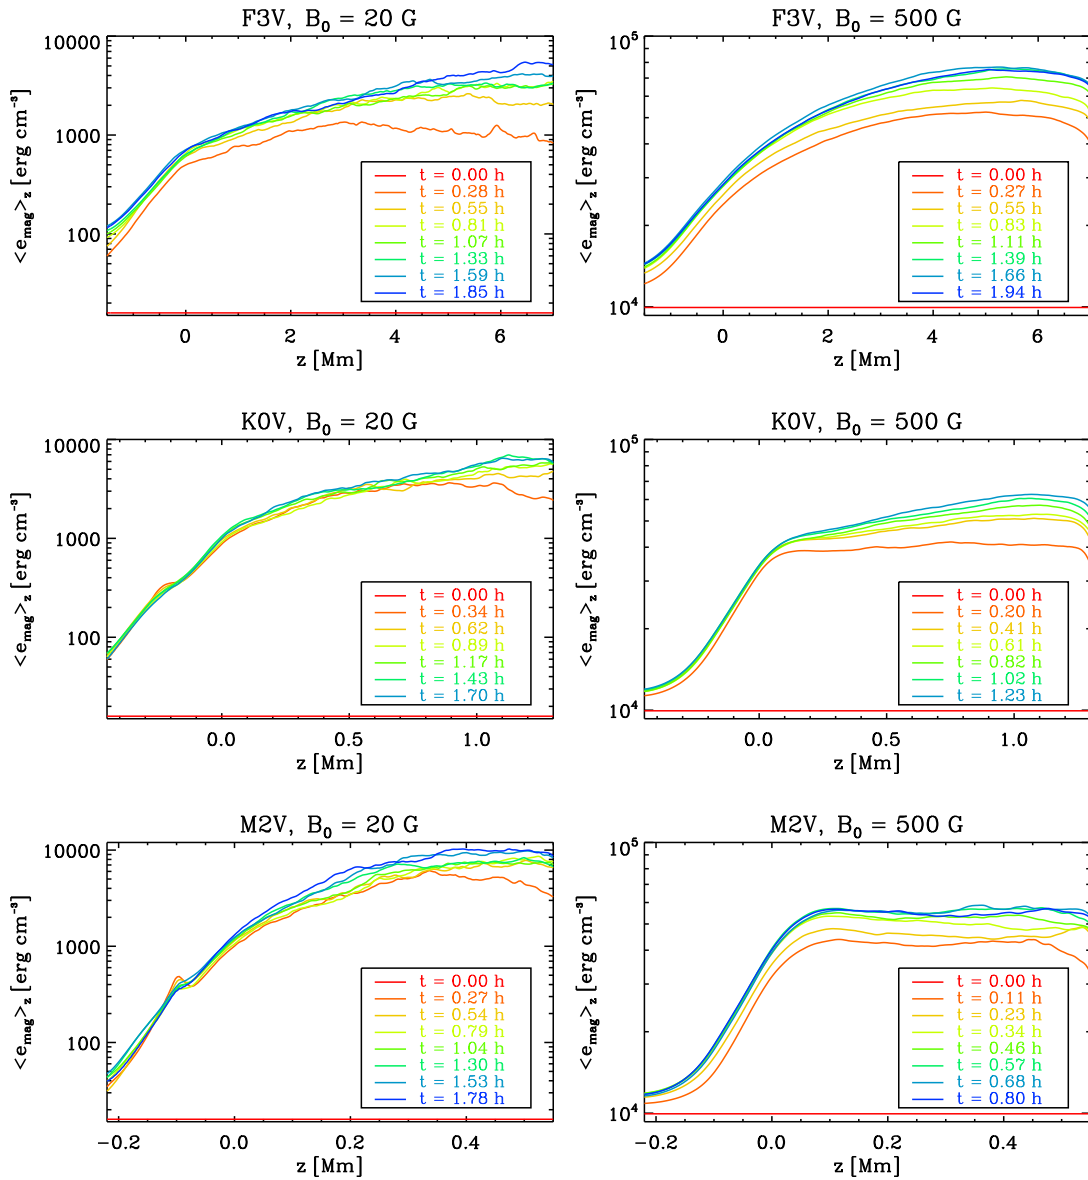 F3V, B₀ = 20 G
<e_mag>_z [erg cm⁻³]
10000
1000
100
t = 0.00 h
t = 0.28 h
t = 0.55 h
t = 0.81 h
t = 1.07 h
t = 1.33 h
t = 1.59 h
t = 1.85 h
0 2 4 6
z [Mm]
F3V, B₀ = 500 G
<e_mag>_z [erg cm⁻³]
10⁵
10⁴
t = 0.00 h
t = 0.27 h
t = 0.55 h
t = 0.83 h
t = 1.11 h
t = 1.39 h
t = 1.66 h
t = 1.94 h
0 2 4 6
z [Mm]
K0V, B₀ = 20 G
<e_mag>_z [erg cm⁻³]
10000
1000
100
t = 0.00 h
t = 0.34 h
t = 0.62 h
t = 0.89 h
t = 1.17 h
t = 1.43 h
t = 1.70 h
0.0 0.5 1.0
z [Mm]
K0V, B₀ = 500 G
<e_mag>_z [erg cm⁻³]
10⁵
10⁴
t = 0.00 h
t = 0.20 h
t = 0.41 h
t = 0.61 h
t = 0.82 h
t = 1.02 h
t = 1.23 h
0.0 0.5 1.0
z [Mm]
M2V, B₀ = 20 G
<e_mag>_z [erg cm⁻³]
10000
1000
100
t = 0.00 h
t = 0.27 h
t = 0.54 h
t = 0.79 h
t = 1.04 h
t = 1.30 h
t = 1.53 h
t = 1.78 h
−0.2 0.0 0.2 0.4
z [Mm]
M2V, B₀ = 500 G
<e_mag>_z [erg cm⁻³]
10⁵
10⁴
t = 0.00 h
t = 0.11 h
t = 0.23 h
t = 0.34 h
t = 0.46 h
t = 0.57 h
t = 0.68 h
t = 0.80 h
−0.2 0.0 0.2 0.4
z [Mm]